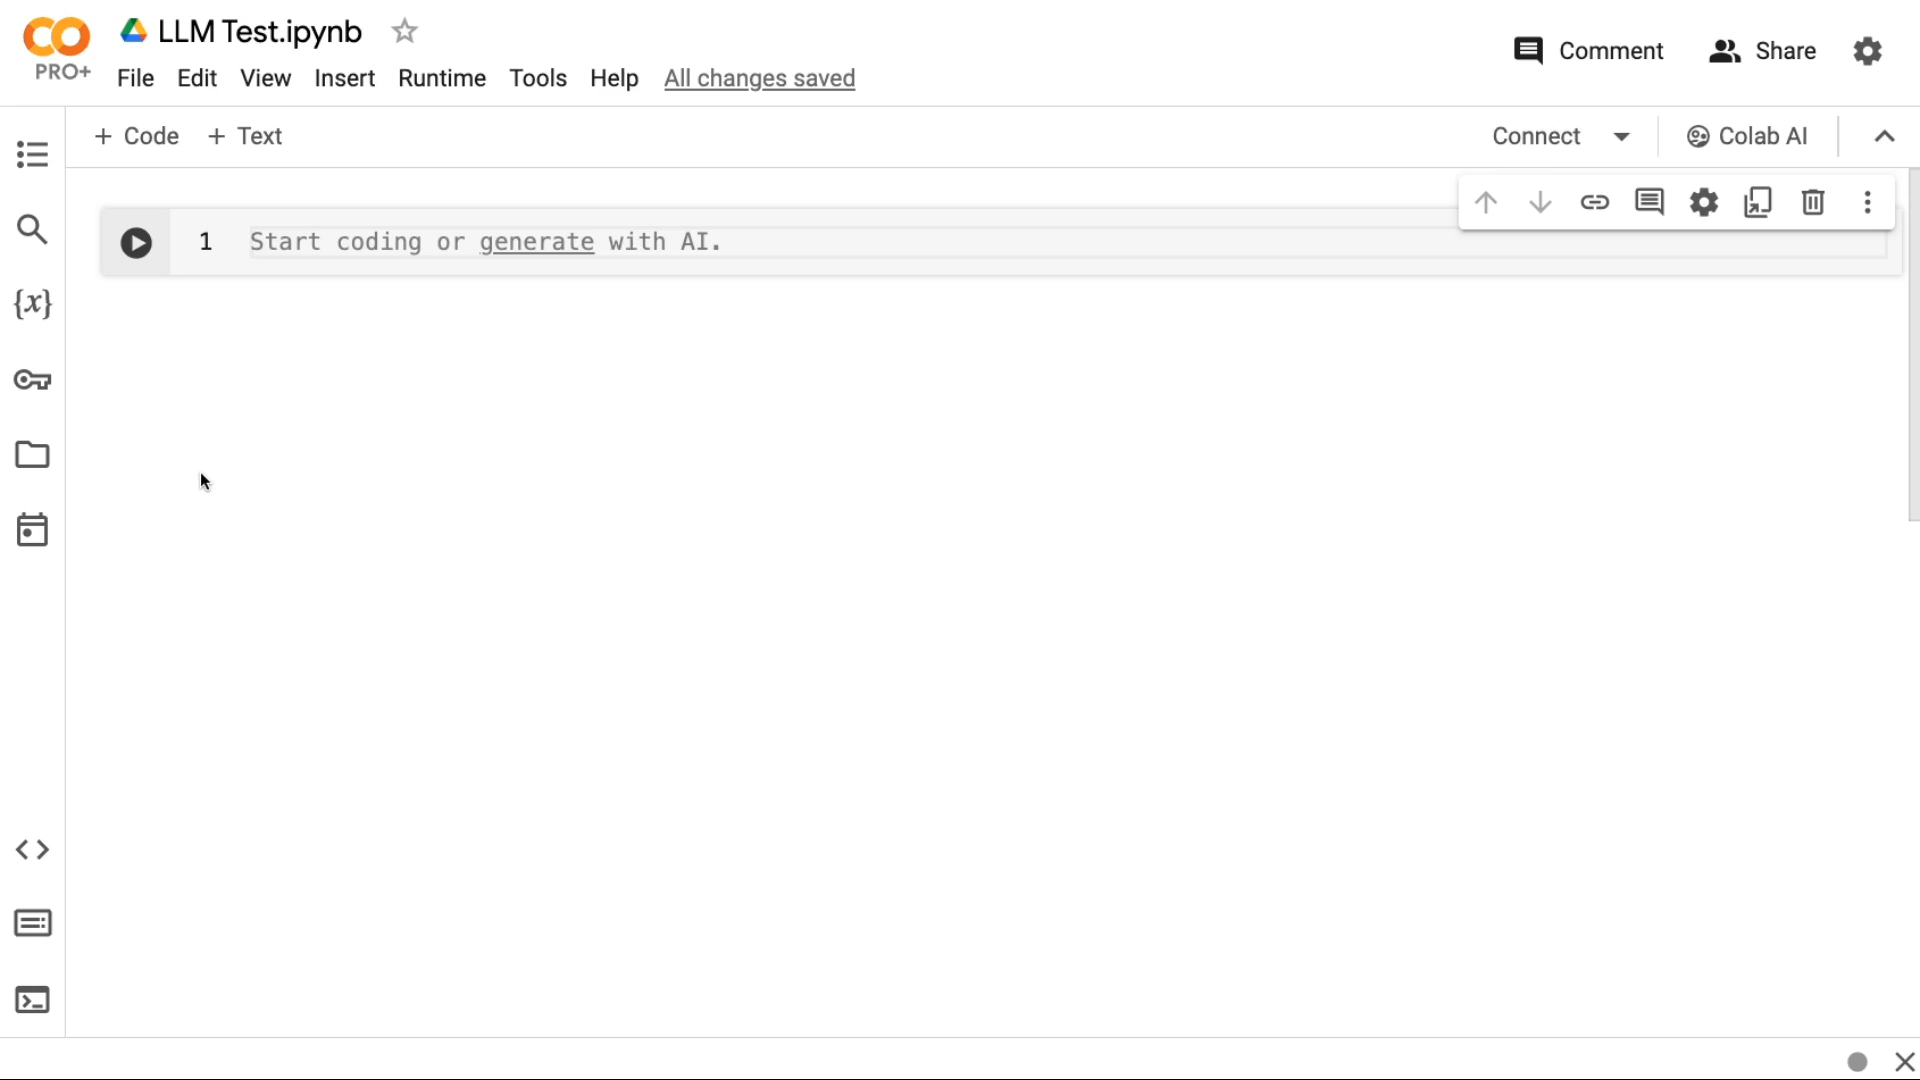 LLM Test.ipynb
CO
PRO+
File Edit View Insert Runtime Tools Help All changes saved
Comment Share
+ Code + Text
Connect
Colab AI
1 Start coding or generate with AI.
{x}